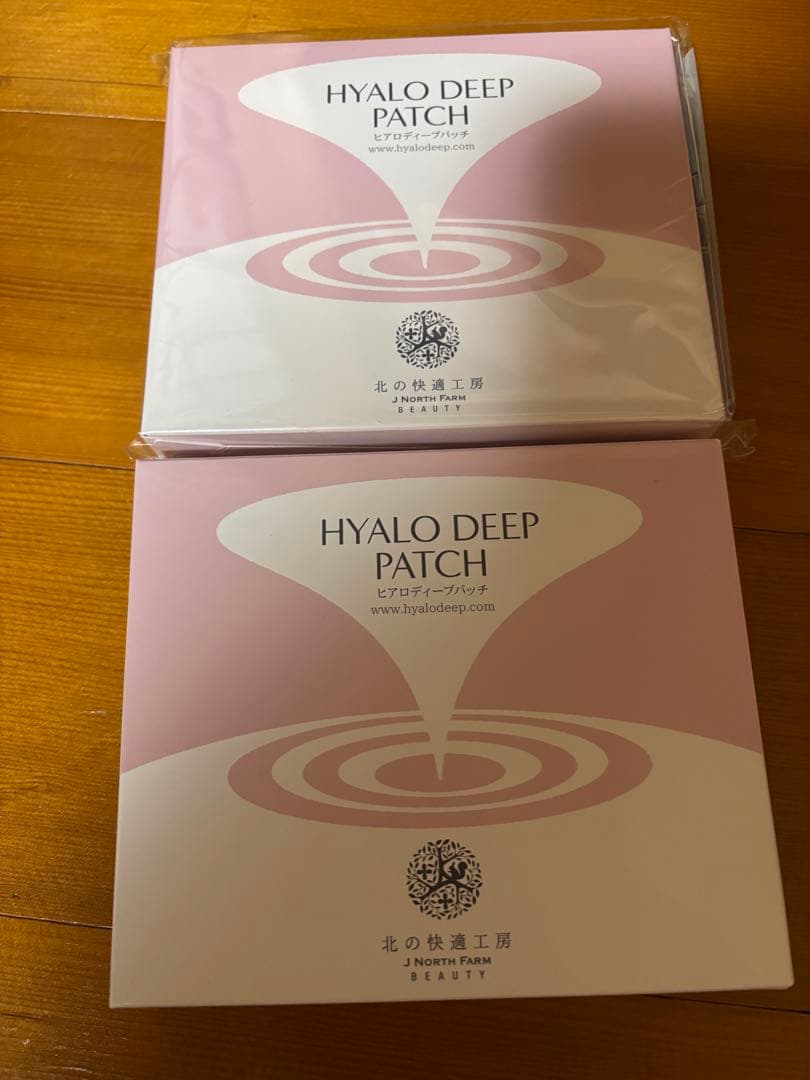 HYALO DEEP
PATCH
ヒアロディープパッチ
www.hyalodeep.com
北の快適工房
J NORTH FARM
BEAUTY
HYALO DEEP
PATCH
ヒアロディープパッチ
www.hyalodeep.com
北の快適工房
J NORTH FARM
BEAUTY